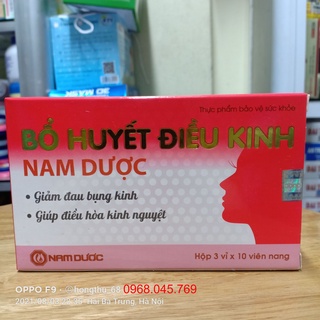 thực phẩm bảo vệ sức khỏe
BỔ HUYẾT ĐIỀU KINH
NAM DƯỢC
• Giảm đau bụng kinh
• Giúp điều hòa kinh nguyệt
NAM DƯỢC
Hộp 3 vỉ x 10 viên nang
OPPO F9 - @hongthu_68
0968.045.769
Hai Bà Trưng, Hà Nội